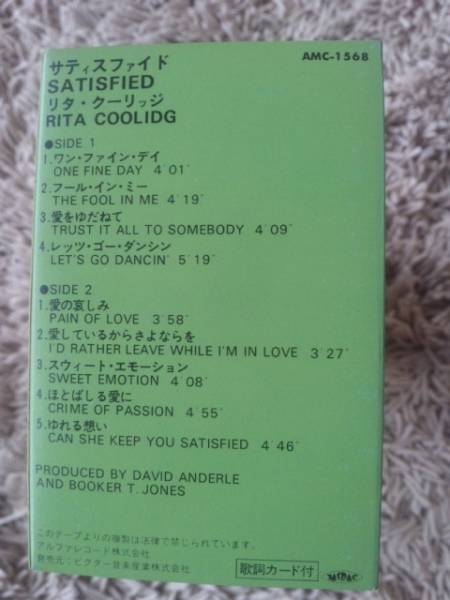 サティスファイド
AMC-1568
SATISFIED
リタ・クーリッジ
RITA COOLIDG
●SIDE 1
1.ワン・ファイン・デイ
ONE FINE DAY 4′01″
2.フール・イン・ミー
THE FOOL IN ME 4′19″
3.愛をゆだねて
TRUST IT ALL TO SOMEBODY 4′09″
4.レッツ・ゴー・ダンシン
LET'S GO DANCIN' 5′19″
●SIDE 2
1.愛の哀しみ
PAIN OF LOVE 3′58″
2.愛しているからさよならを
I'D RATHER LEAVE WHILE I'M IN LOVE 3′27″
3.スウィート・エモーション
SWEET EMOTION 4′08″
4.ほとばしる愛に
CRIME OF PASSION 4′55″
5.ゆれる想い
CAN SHE KEEP YOU SATISFIED 4′46″
PRODUCED BY DAVID ANDERLE
AND BOOKER T. JONES
このテープよりの複製は法律で禁じられています。
アルファレコード株式会社
発売元:ビクター音楽産業株式会社
歌詞カード付